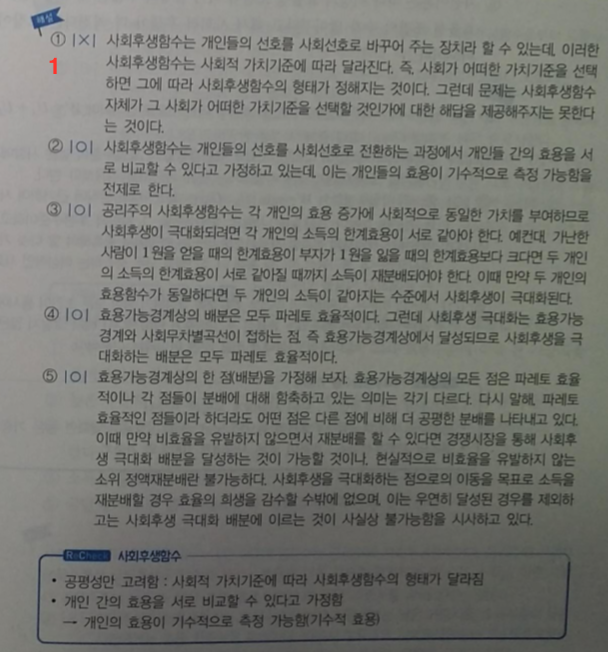 해설
① |×| 사회후생함수는 개인들의 선호를 사회선호로 바꾸어 주는 장치라 할 수 있는데, 이러한
1
사회후생함수는 사회적 가치기준에 따라 달라진다. 즉, 사회가 어떠한 가치기준을 선택
하면 그에 따라 사회후생함수의 형태가 정해지는 것이다. 그런데 문제는 사회후생함수
자체가 그 사회가 어떠한 가치기준을 선택할 것인가에 대한 해답을 제공해주지는 못한다
는 것이다.
② |○| 사회후생함수는 개인들의 선호를 사회선호로 전환하는 과정에서 개인들 간의 효용을 서
로 비교할 수 있다고 가정하고 있는데, 이는 개인들의 효용이 기수적으로 측정 가능함을
전제로 한다.
③ |○| 공리주의 사회후생함수는 각 개인의 효용 증가에 사회적으로 동일한 가치를 부여하므로
사회후생이 극대화되려면 각 개인의 소득의 한계효용이 서로 같아야 한다. 예컨대, 가난한
사람이 1원을 얻을 때의 한계효용이 부자가 1원을 잃을 때의 한계효용보다 크다면 두 개인
의 소득의 한계효용이 서로 같아질 때까지 소득이 재분배되어야 한다. 이때 만약 두 개인의
효용함수가 동일하다면 두 개인의 소득이 같아지는 수준에서 사회후생이 극대화된다.
④ |○| 효용가능경계상의 배분은 모두 파레토 효율적이다. 그런데 사회후생 극대화는 효용가능
경계와 사회무차별곡선이 접하는 점, 즉 효용가능경계상에서 달성되므로 사회후생을 극
대화하는 배분은 모두 파레토 효율적이다.
⑤ |○| 효용가능경계상의 한 점(배분)을 가정해 보자. 효용가능경계상의 모든 점은 파레토 효율
적이나 각 점들이 분배에 대해 함축하고 있는 의미는 각기 다르다. 다시 말해, 파레토
효율적인 점들이라 하더라도 어떤 점은 다른 점에 비해 더 공평한 분배를 나타내고 있다.
이때 만약 비효율을 유발하지 않으면서 재분배를 할 수 있다면 경쟁시장을 통해 사회후
생 극대화 배분을 달성하는 것이 가능할 것이나, 현실적으로 비효율을 유발하지 않는
소위 정액재분배란 불가능하다. 사회후생을 극대화하는 점으로의 이동을 목표로 소득을
재분배할 경우 효율의 희생을 감수할 수밖에 없으며, 이는 우연히 달성된 경우를 제외하
고는 사회후생 극대화 배분에 이르는 것이 사실상 불가능함을 시사하고 있다.
ReCheck 사회후생함수
• 공평성만 고려함 : 사회적 가치기준에 따라 사회후생함수의 형태가 달라짐
• 개인 간의 효용을 서로 비교할 수 있다고 가정함
→ 개인의 효용이 기수적으로 측정 가능함(기수적 효용)